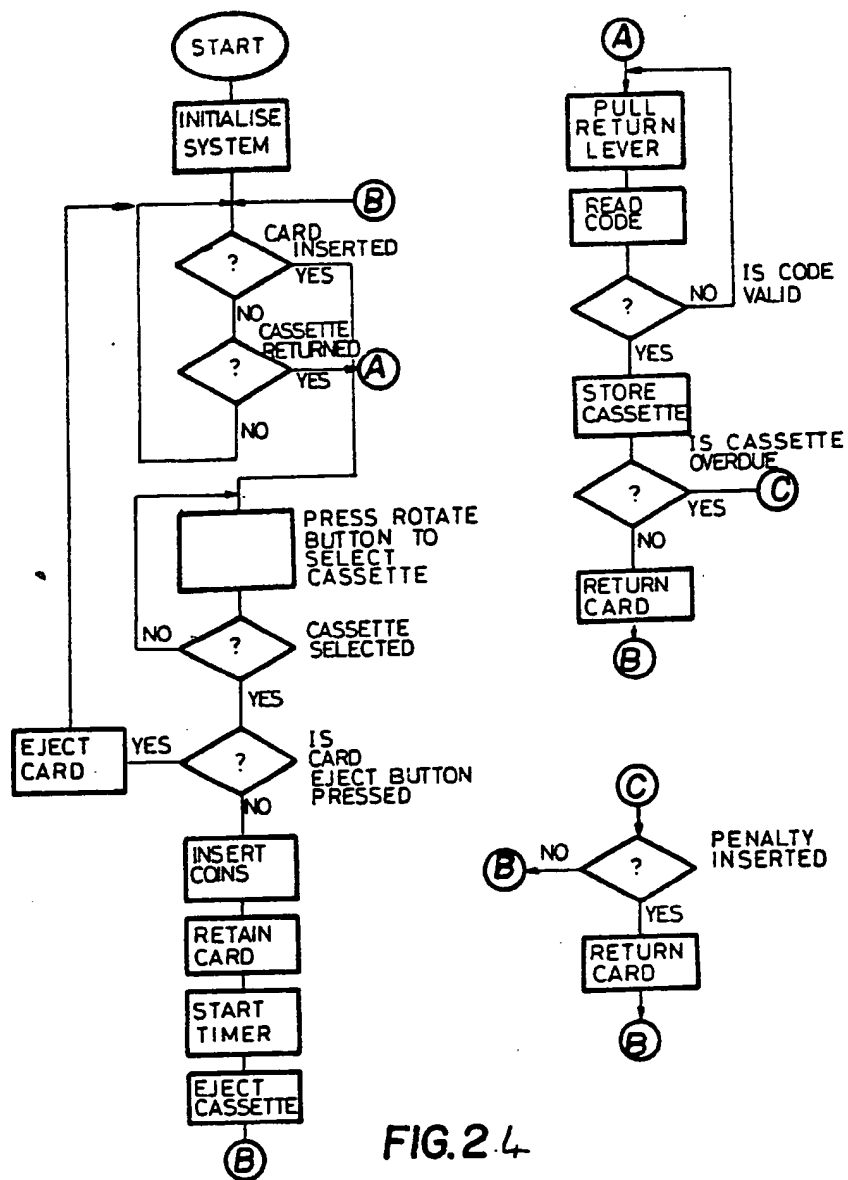 START
INITIALISE
SYSTEM
B
CARD
INSERTED
?
YES
NO
CASSETTE
RETURNED
?
YES
A
NO
PRESS ROTATE
BUTTON TO
SELECT
CASSETTE
NO
?
CASSETTE
SELECTED
YES
EJECT
CARD
YES
?
IS
CARD
EJECT BUTTON
PRESSED
NO
INSERT
COINS
RETAIN
CARD
START
TIMER
EJECT
CASSETTE
B
A
PULL
RETURN
LEVER
READ
CODE
?
NO
IS CODE
VALID
YES
STORE
CASSETTE
IS CASSETTE
OVERDUE
?
YES
C
NO
RETURN
CARD
B
C
PENALTY
INSERTED
?
NO
B
YES
RETURN
CARD
B
FIG.2.4